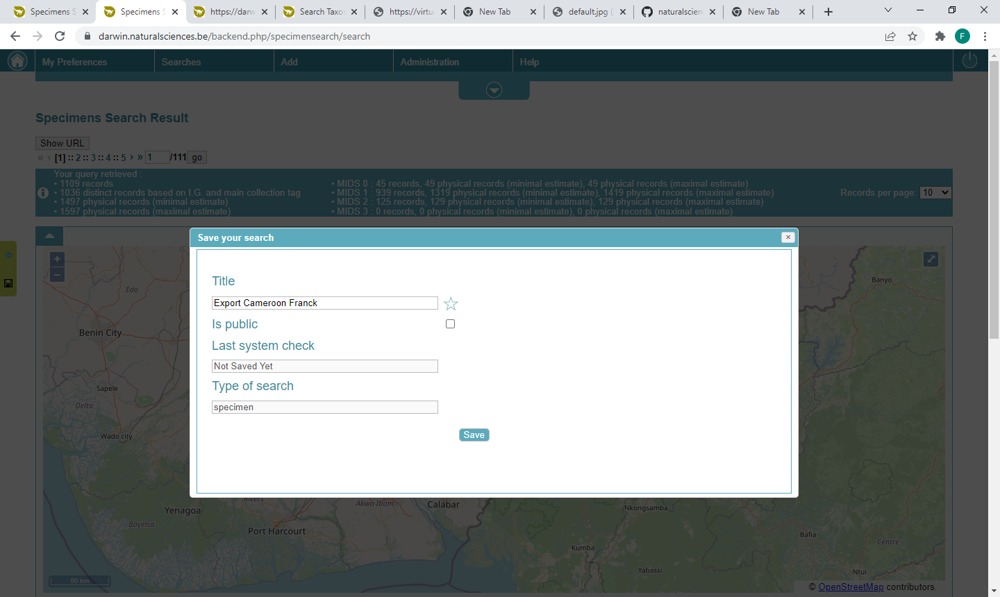 Specimens S
Specimens S
https://darw
Search Taxo
https://virtu
New Tab
default.jpg (
naturalscien
New Tab
darwin.naturalsciences.be/backend.php/specimensearch/search
F
My Preferences
Searches
Add
Administration
Help
Specimens Search Result
Show URL
« ‹ [1] :: 2 :: 3 :: 4 :: 5 › » 1 /111 go
Your query retrieved :
• 1109 records
• 1036 distinct records based on I.G. and main collection tag
• 1497 physical records (minimal estimate)
• 1597 physical records (maximal estimate)
• MIDS 0 : 45 records, 49 physical records (minimal estimate), 49 physical records (maximal estimate)
• MIDS 1 : 939 records, 1319 physical records (minimal estimate), 1419 physical records (maximal estimate)
• MIDS 2 : 125 records, 129 physical records (minimal estimate), 129 physical records (maximal estimate)
• MIDS 3 : 0 records, 0 physical records (minimal estimate), 0 physical records (maximal estimate)
Records per page: 10
Save your search
Title
Export Cameroon Franck
Is public
Last system check
Not Saved Yet
Type of search
specimen
Save
+
−
Edo
Benin City
Sapele
Delta
Wado city
Banyo
Rivers
Akwa Ibom
Calabar
Yenagoa
Bayelsa
Port Harcourt
Nkongsamba
Bafia
Centre
Kumba
Yabassi
Ntui
50 km
© OpenStreetMap contributors.